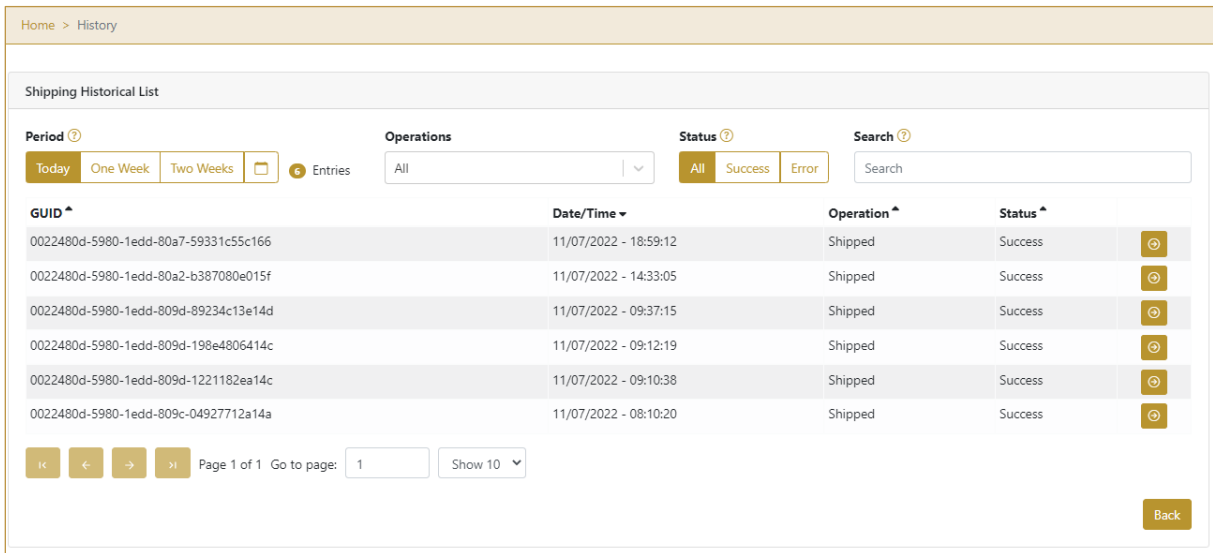 Home > History
Shipping Historical List
Period ? Operations Status ? Search ?
Today One Week Two Weeks 6 Entries All All Success Error Search
GUID Date/Time Operation Status
0022480d-5980-1edd-80a7-59331c55c166 11/07/2022 - 18:59:12 Shipped Success
0022480d-5980-1edd-80a2-b387080e015f 11/07/2022 - 14:33:05 Shipped Success
0022480d-5980-1edd-809d-89234c13e14d 11/07/2022 - 09:37:15 Shipped Success
0022480d-5980-1edd-809d-198e4806414c 11/07/2022 - 09:12:19 Shipped Success
0022480d-5980-1edd-809d-1221182ea14c 11/07/2022 - 09:10:38 Shipped Success
0022480d-5980-1edd-809c-04927712a14a 11/07/2022 - 08:10:20 Shipped Success
Page 1 of 1 Go to page: 1 Show 10
Back